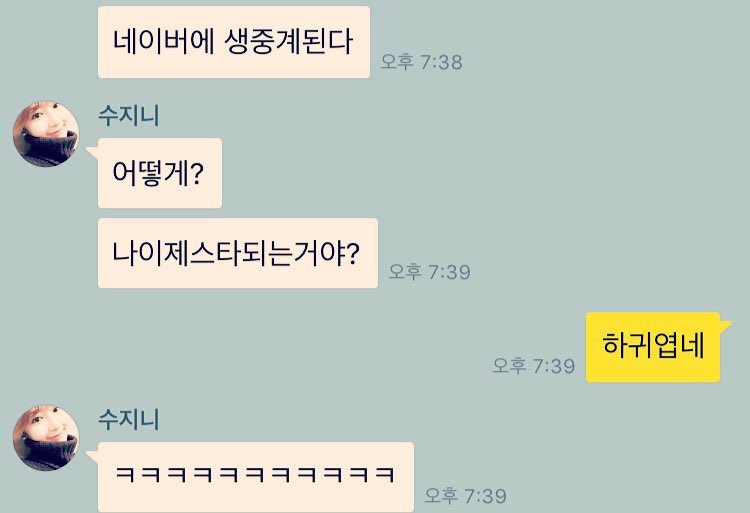 네이버에 생중계된다
오후 7:38
수지니
어떻게?
나이제스타되는거야?
오후 7:39
하귀엽네
오후 7:39
수지니
ㅋㅋㅋㅋㅋㅋㅋㅋㅋㅋㅋ
오후 7:39